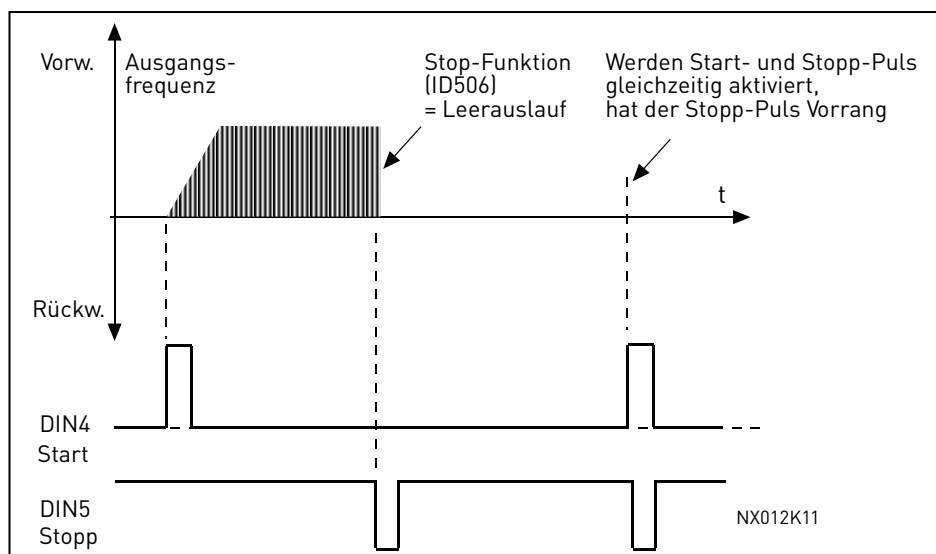 Vorw.
Ausgangs-
frequenz
Stop-Funktion
(ID506)
= Leerauslauf
Werden Start- und Stopp-Puls
gleichzeitig aktiviert,
hat der Stopp-Puls Vorrang
t
Rückw.
DIN4
Start
DIN5
Stopp
NX012K11